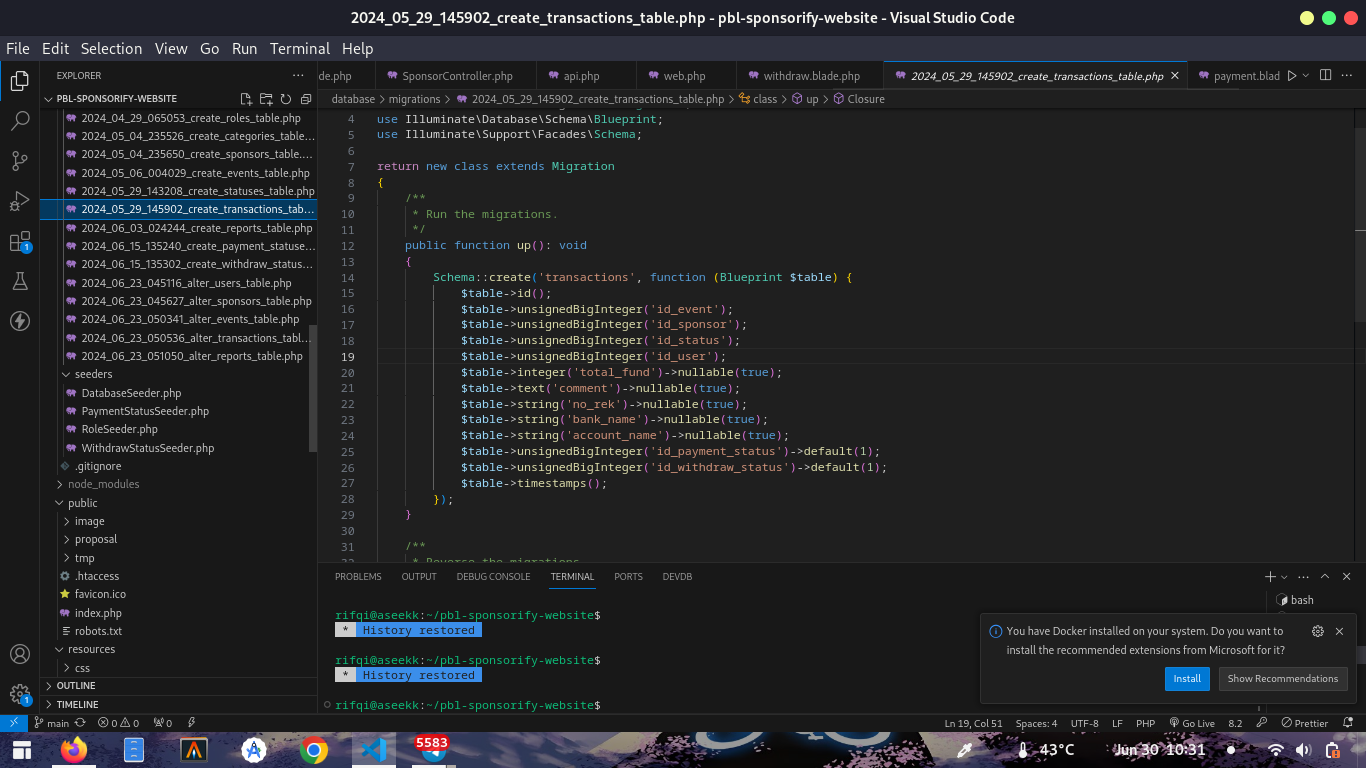 2024_05_29_145902_create_transactions_table.php - pbl-sponsorify-website - Visual Studio Code
File Edit Selection View Go Run Terminal Help
EXPLORER
PBL-SPONSORIFY-WEBSITE
2024_04_29_065053_create_roles_table.php
2024_05_04_235526_create_categories_table...
2024_05_04_235650_create_sponsors_table....
2024_05_06_004029_create_events_table.php
2024_05_29_143208_create_statuses_table.php
2024_05_29_145902_create_transactions_tab...
2024_06_03_024244_create_reports_table.php
2024_06_15_135240_create_payment_statuse...
2024_06_15_135302_create_withdraw_status...
2024_06_23_045116_alter_users_table.php
2024_06_23_045627_alter_sponsors_table.php
2024_06_23_050341_alter_events_table.php
2024_06_23_050536_alter_transactions_tabl...
2024_06_23_051050_alter_reports_table.php
seeders
DatabaseSeeder.php
PaymentStatusSeeder.php
RoleSeeder.php
WithdrawStatusSeeder.php
.gitignore
node_modules
public
image
proposal
tmp
.htaccess
favicon.ico
index.php
robots.txt
resources
css
OUTLINE
TIMELINE
1
1
de.php SponsorController.php api.php web.php withdraw.blade.php 2024_05_29_145902_create_transactions_table.php payment.blad
database > migrations > 2024_05_29_145902_create_transactions_table.php > class > up > Closure
4 use Illuminate\Database\Schema\Blueprint;
5 use Illuminate\Support\Facades\Schema;
6
7 return new class extends Migration
8 {
9 /**
10 * Run the migrations.
11 */
12 public function up(): void
13 {
14 Schema::create('transactions', function (Blueprint $table) {
15 $table->id();
16 $table->unsignedBigInteger('id_event');
17 $table->unsignedBigInteger('id_sponsor');
18 $table->unsignedBigInteger('id_status');
19 $table->unsignedBigInteger('id_user');
20 $table->integer('total_fund')->nullable(true);
21 $table->text('comment')->nullable(true);
22 $table->string('no_rek')->nullable(true);
23 $table->string('bank_name')->nullable(true);
24 $table->string('account_name')->nullable(true);
25 $table->unsignedBigInteger('id_payment_status')->default(1);
26 $table->unsignedBigInteger('id_withdraw_status')->default(1);
27 $table->timestamps();
28 });
29 }
30
31 /**
32 * Reverse the migrations.
PROBLEMS OUTPUT DEBUG CONSOLE TERMINAL PORTS DEVDB
rifqi@aseekk:~/pbl-sponsorify-website$
* History restored
rifqi@aseekk:~/pbl-sponsorify-website$
* History restored
rifqi@aseekk:~/pbl-sponsorify-website$
bash
You have Docker installed on your system. Do you want to
install the recommended extensions from Microsoft for it?
Install Show Recommendations
main 0 0 0 Ln 19, Col 51 Spaces: 4 UTF-8 LF PHP Go Live 8.2 Prettier
5583
43°C Jun 30 10:31